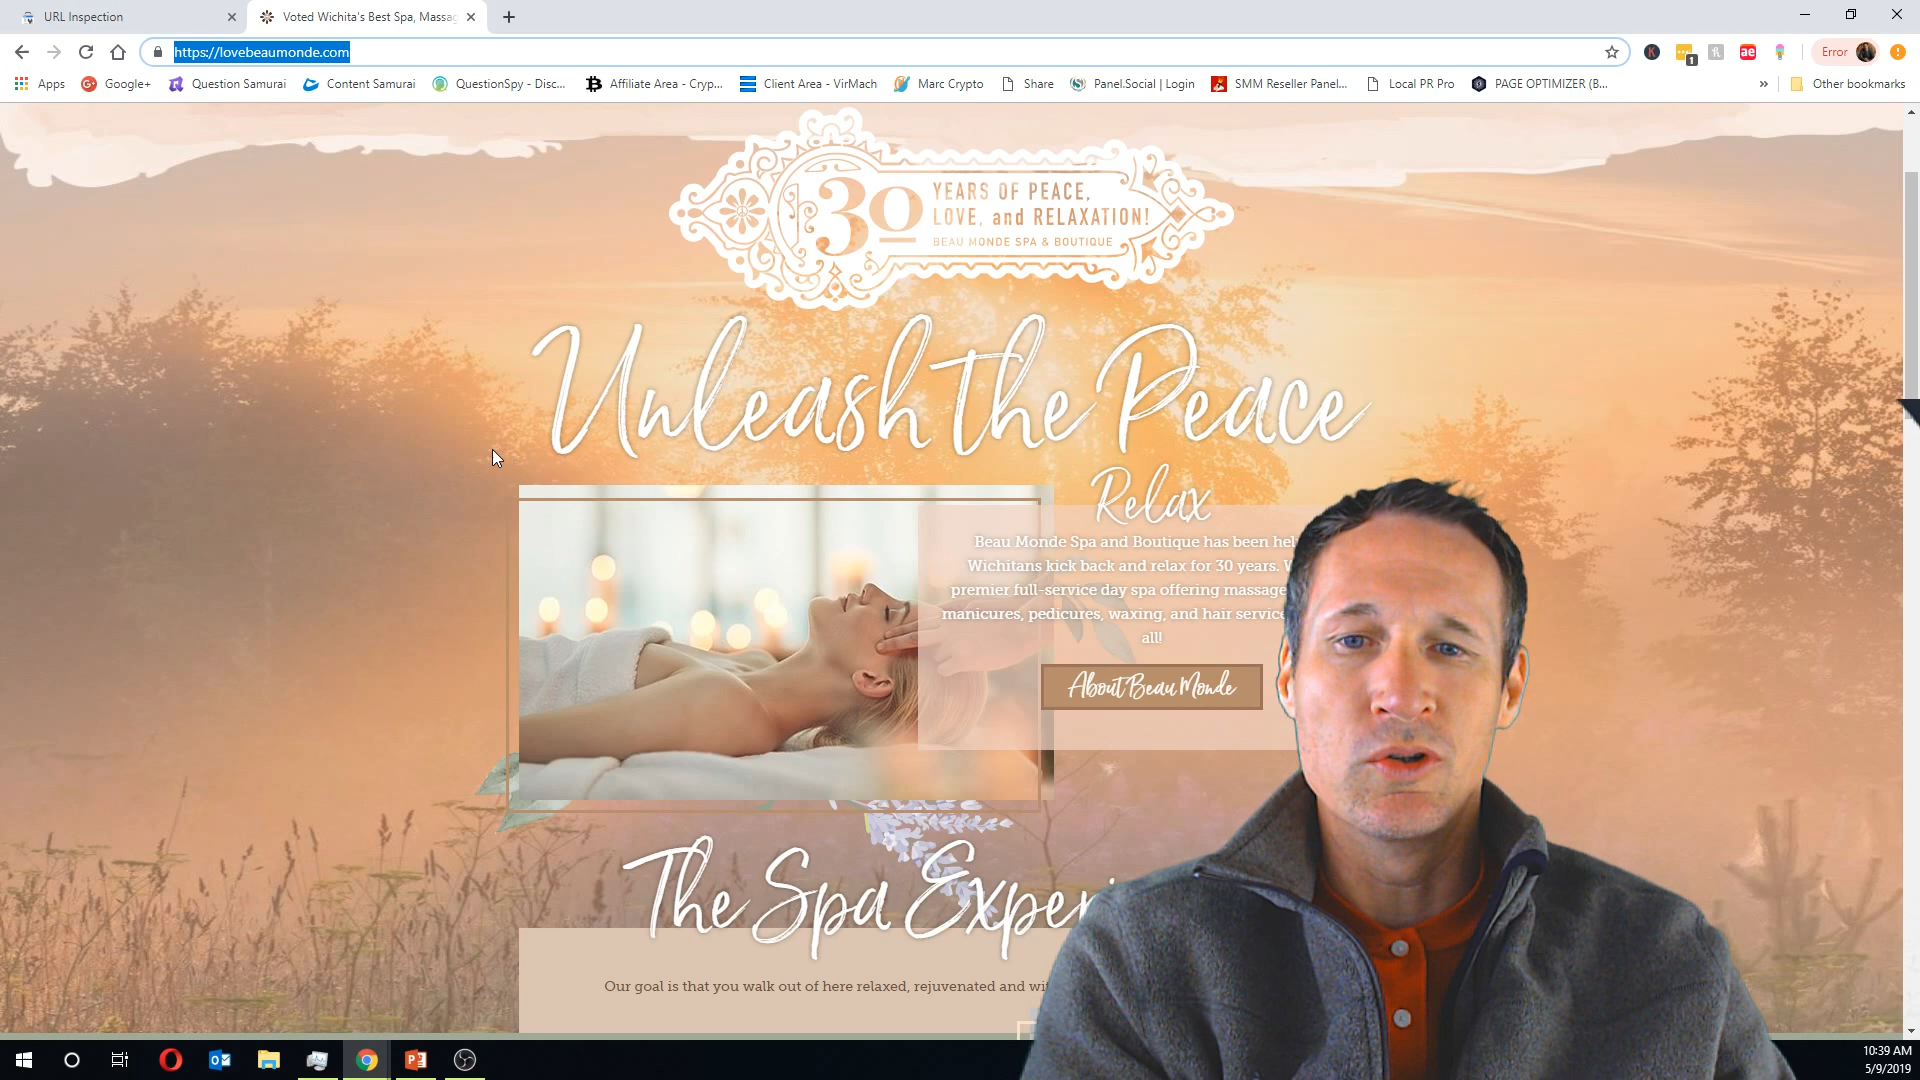 URL Inspection
Voted Wichita's Best Spa, Massag
https://lovebeaumonde.com
Error
1
Apps
Google+
Question Samurai
Content Samurai
QuestionSpy - Disc...
Affiliate Area - Cryp...
Client Area - VirMach
Marc Crypto
Share
Panel.Social | Login
SMM Reseller Panel...
Local PR Pro
PAGE OPTIMIZER (B...
Other bookmarks
30 YEARS OF PEACE,
LOVE, and RELAXATION!
BEAU MONDE SPA & BOUTIQUE
Unleash the Peace
Relax
Beau Monde Spa and Boutique has been hel
Wichitans kick back and relax for 30 years. W
premier full-service day spa offering massage
manicures, pedicures, waxing, and hair service
all!
About Beau Monde
The Spa Experi
Our goal is that you walk out of here relaxed, rejuvenated and wi
10:39 AM
5/9/2019